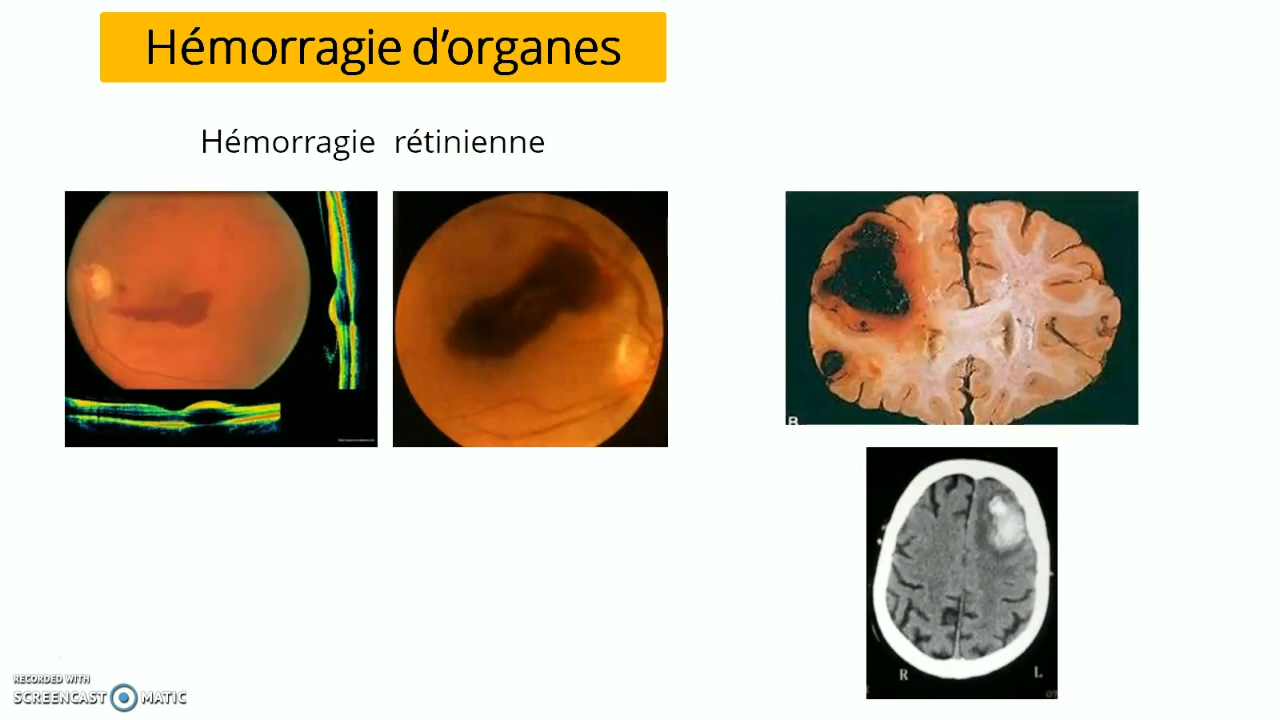 Hémorragie d'organes
Hémorragie rétinienne
B
R
L
RECORDED WITH
SCREENCAST MATIC